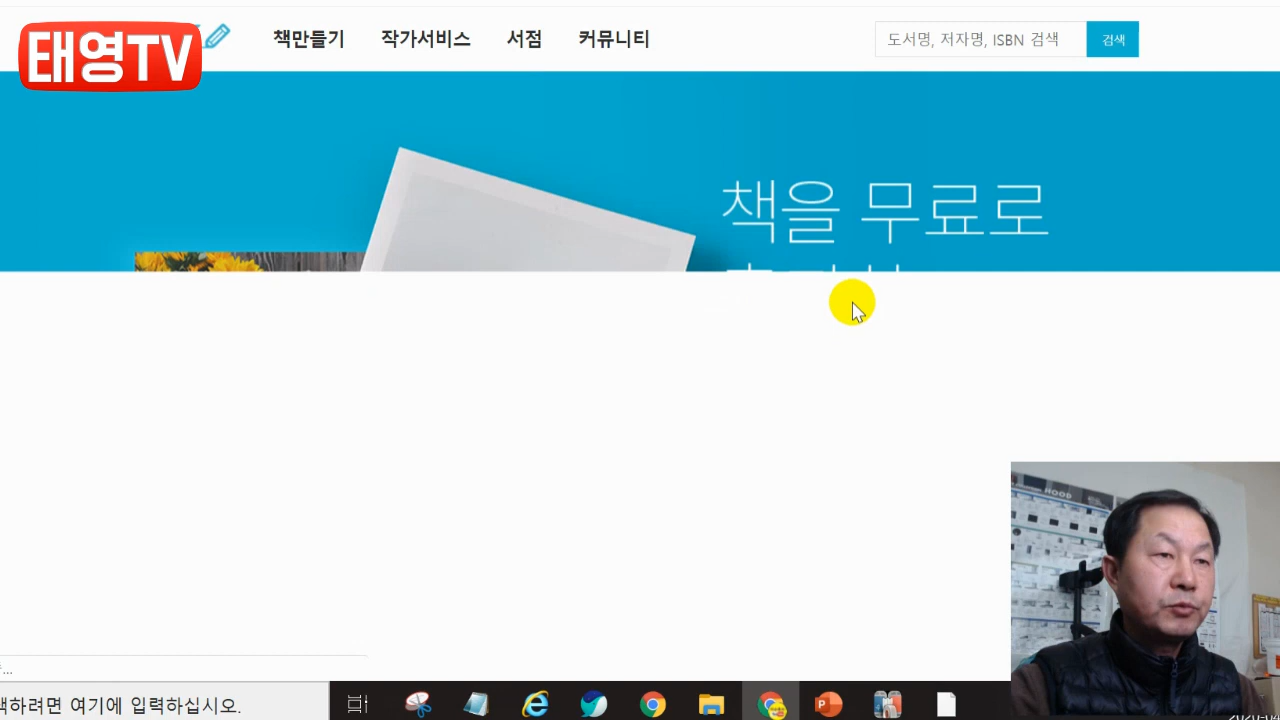 태영TV
책만들기 작가서비스 서점 커뮤니티
도서명, 저자명, ISBN 검색 검색
책을 무료로
HOOD
색하려면 여기에 입력하십시오.